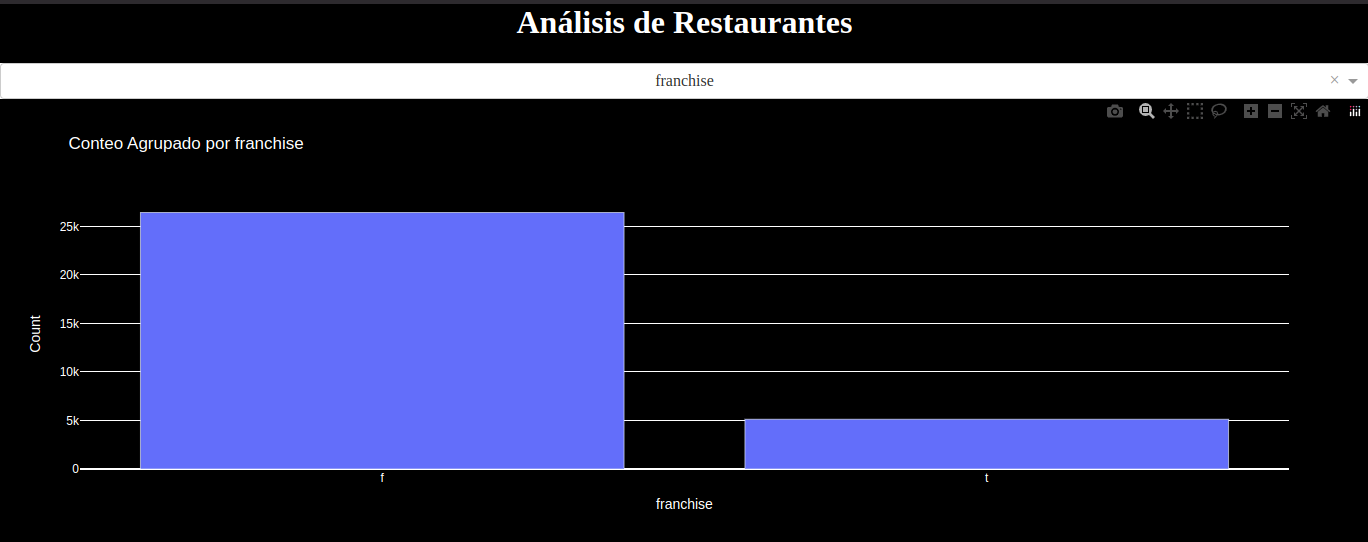 Análisis de Restaurantes
franchise
×
Conteo Agrupado por franchise
25k
20k
15k
10k
5k
0
Count
f
t
franchise